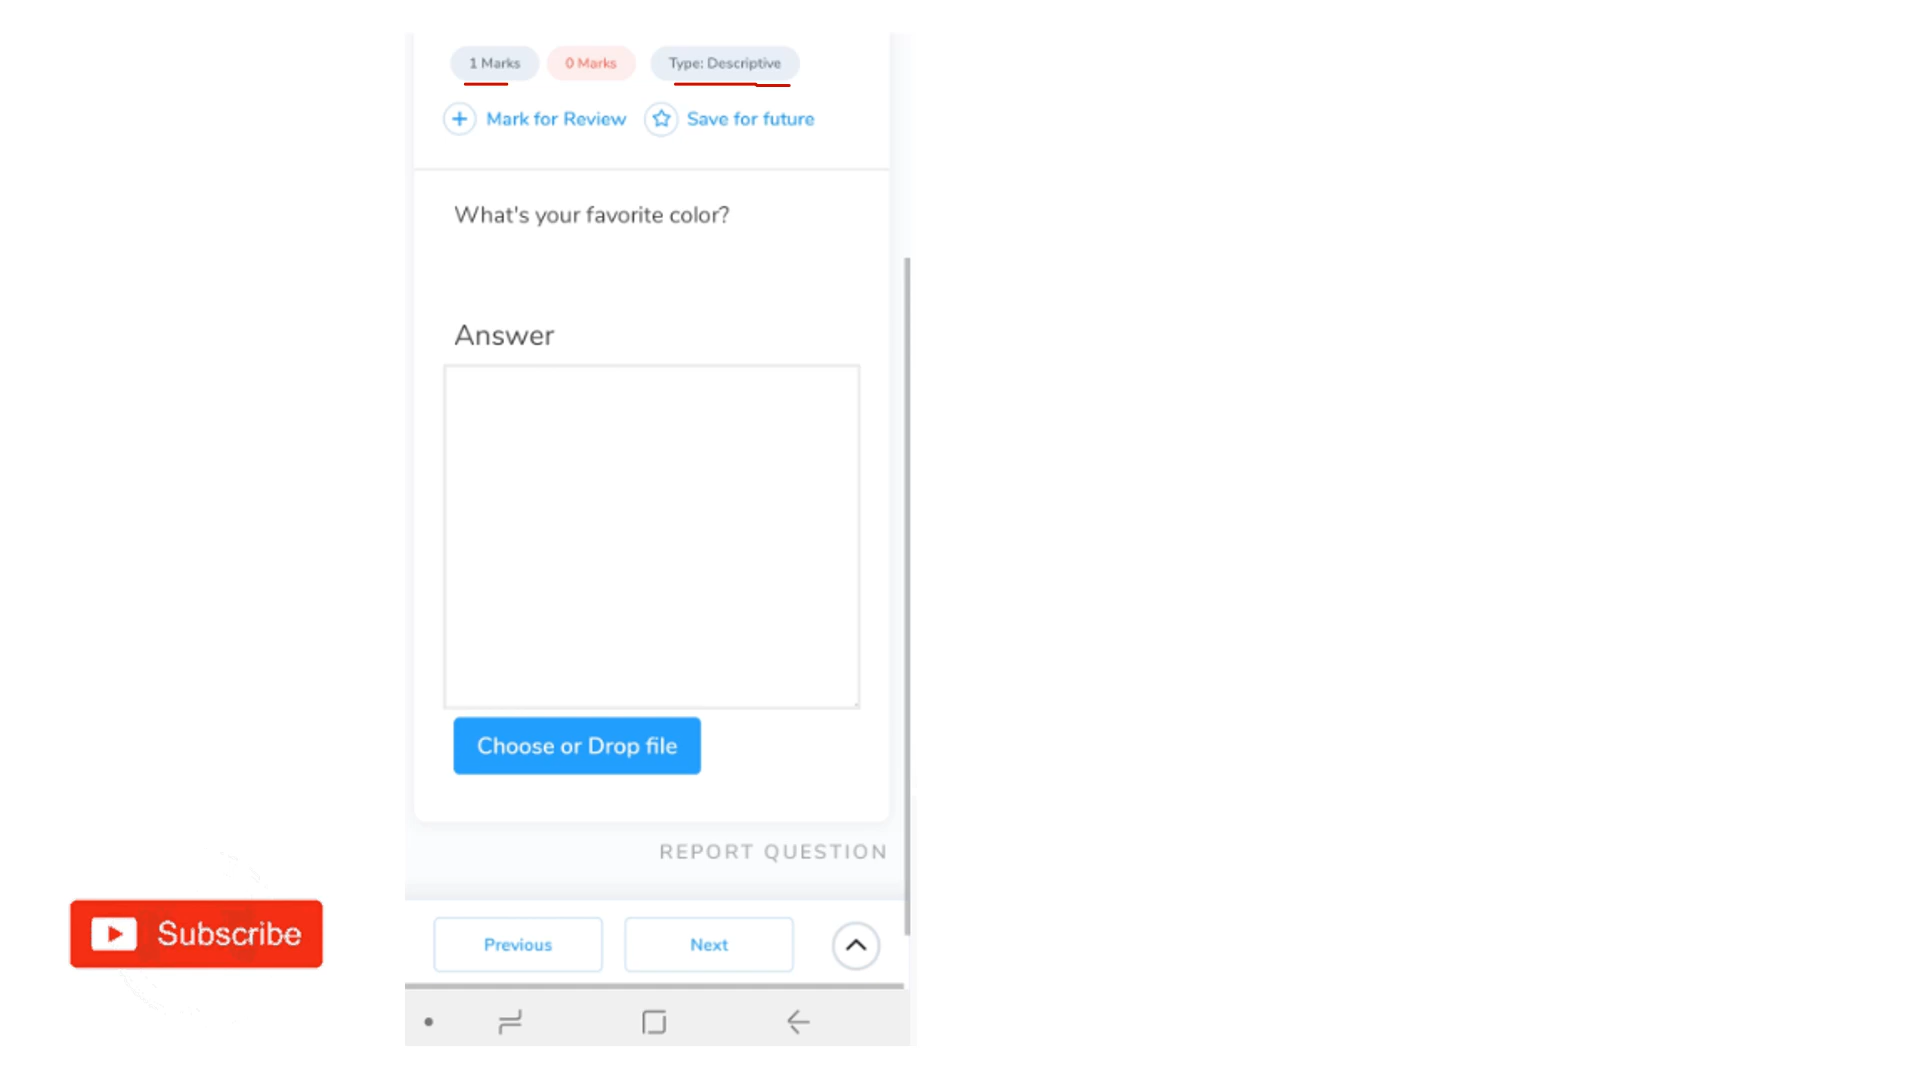 1 Marks 0 Marks Type: Descriptive
Mark for Review Save for future
What's your favorite color?
Answer
Choose or Drop file
REPORT QUESTION
Subscribe
Previous Next